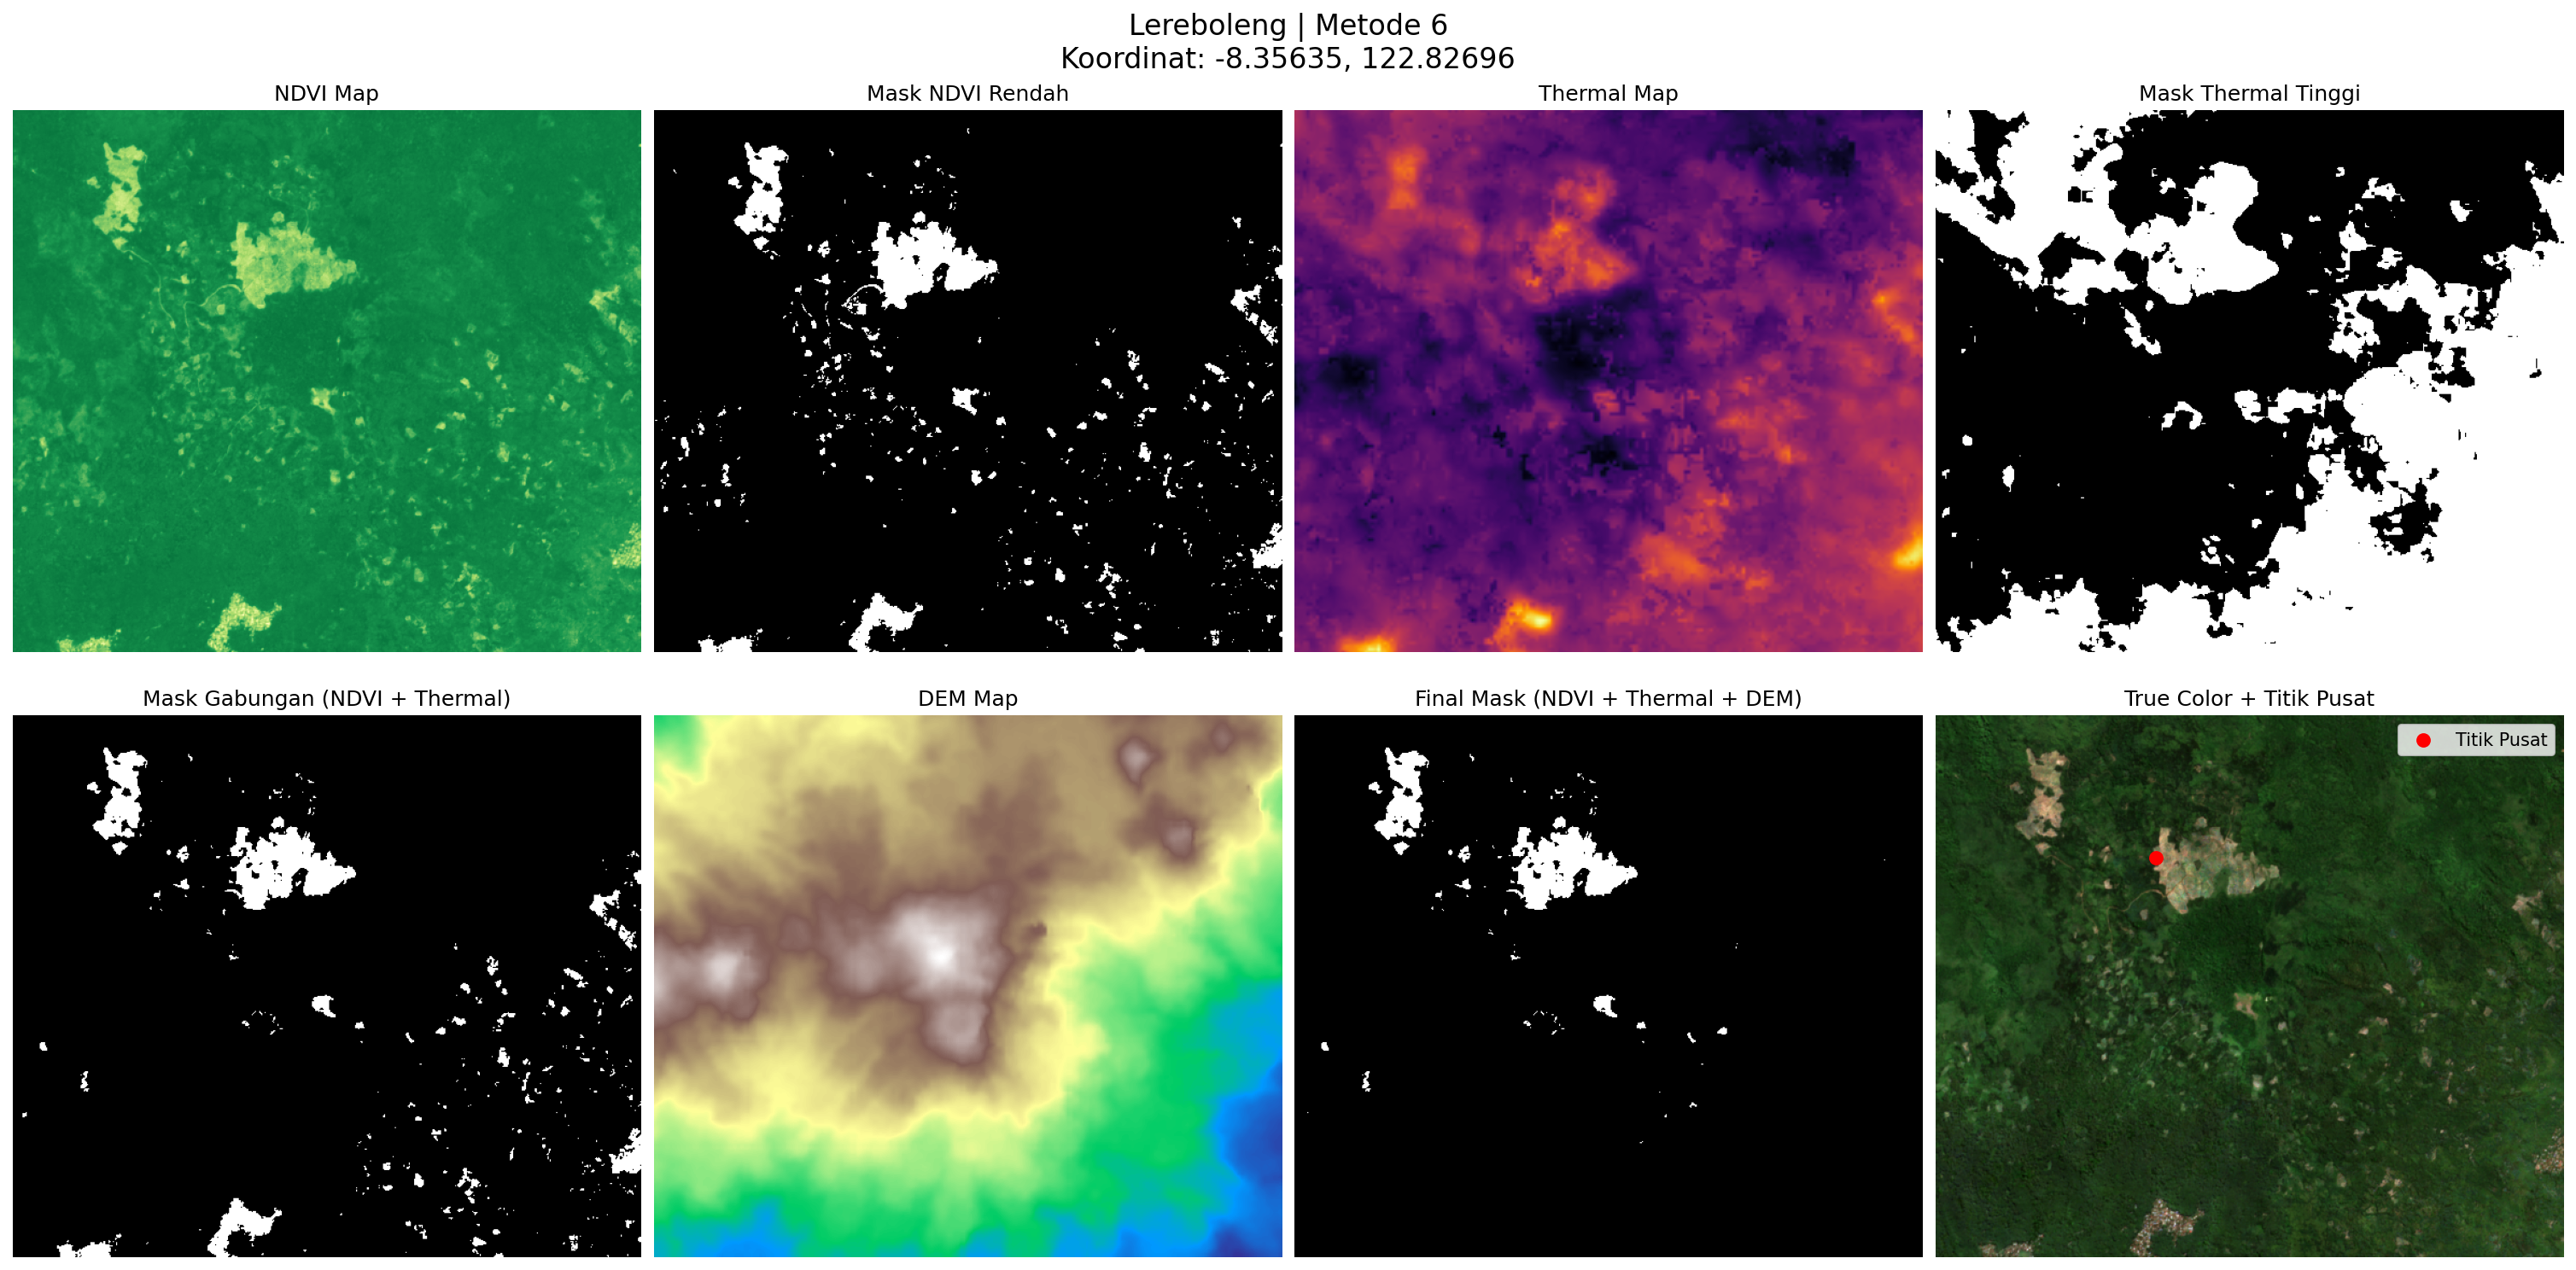 Lereboleng | Metode 6
Koordinat: -8.35635, 122.82696
NDVI Map
Mask NDVI Rendah
Thermal Map
Mask Thermal Tinggi
Mask Gabungan (NDVI + Thermal)
DEM Map
Final Mask (NDVI + Thermal + DEM)
True Color + Titik Pusat
Titik Pusat